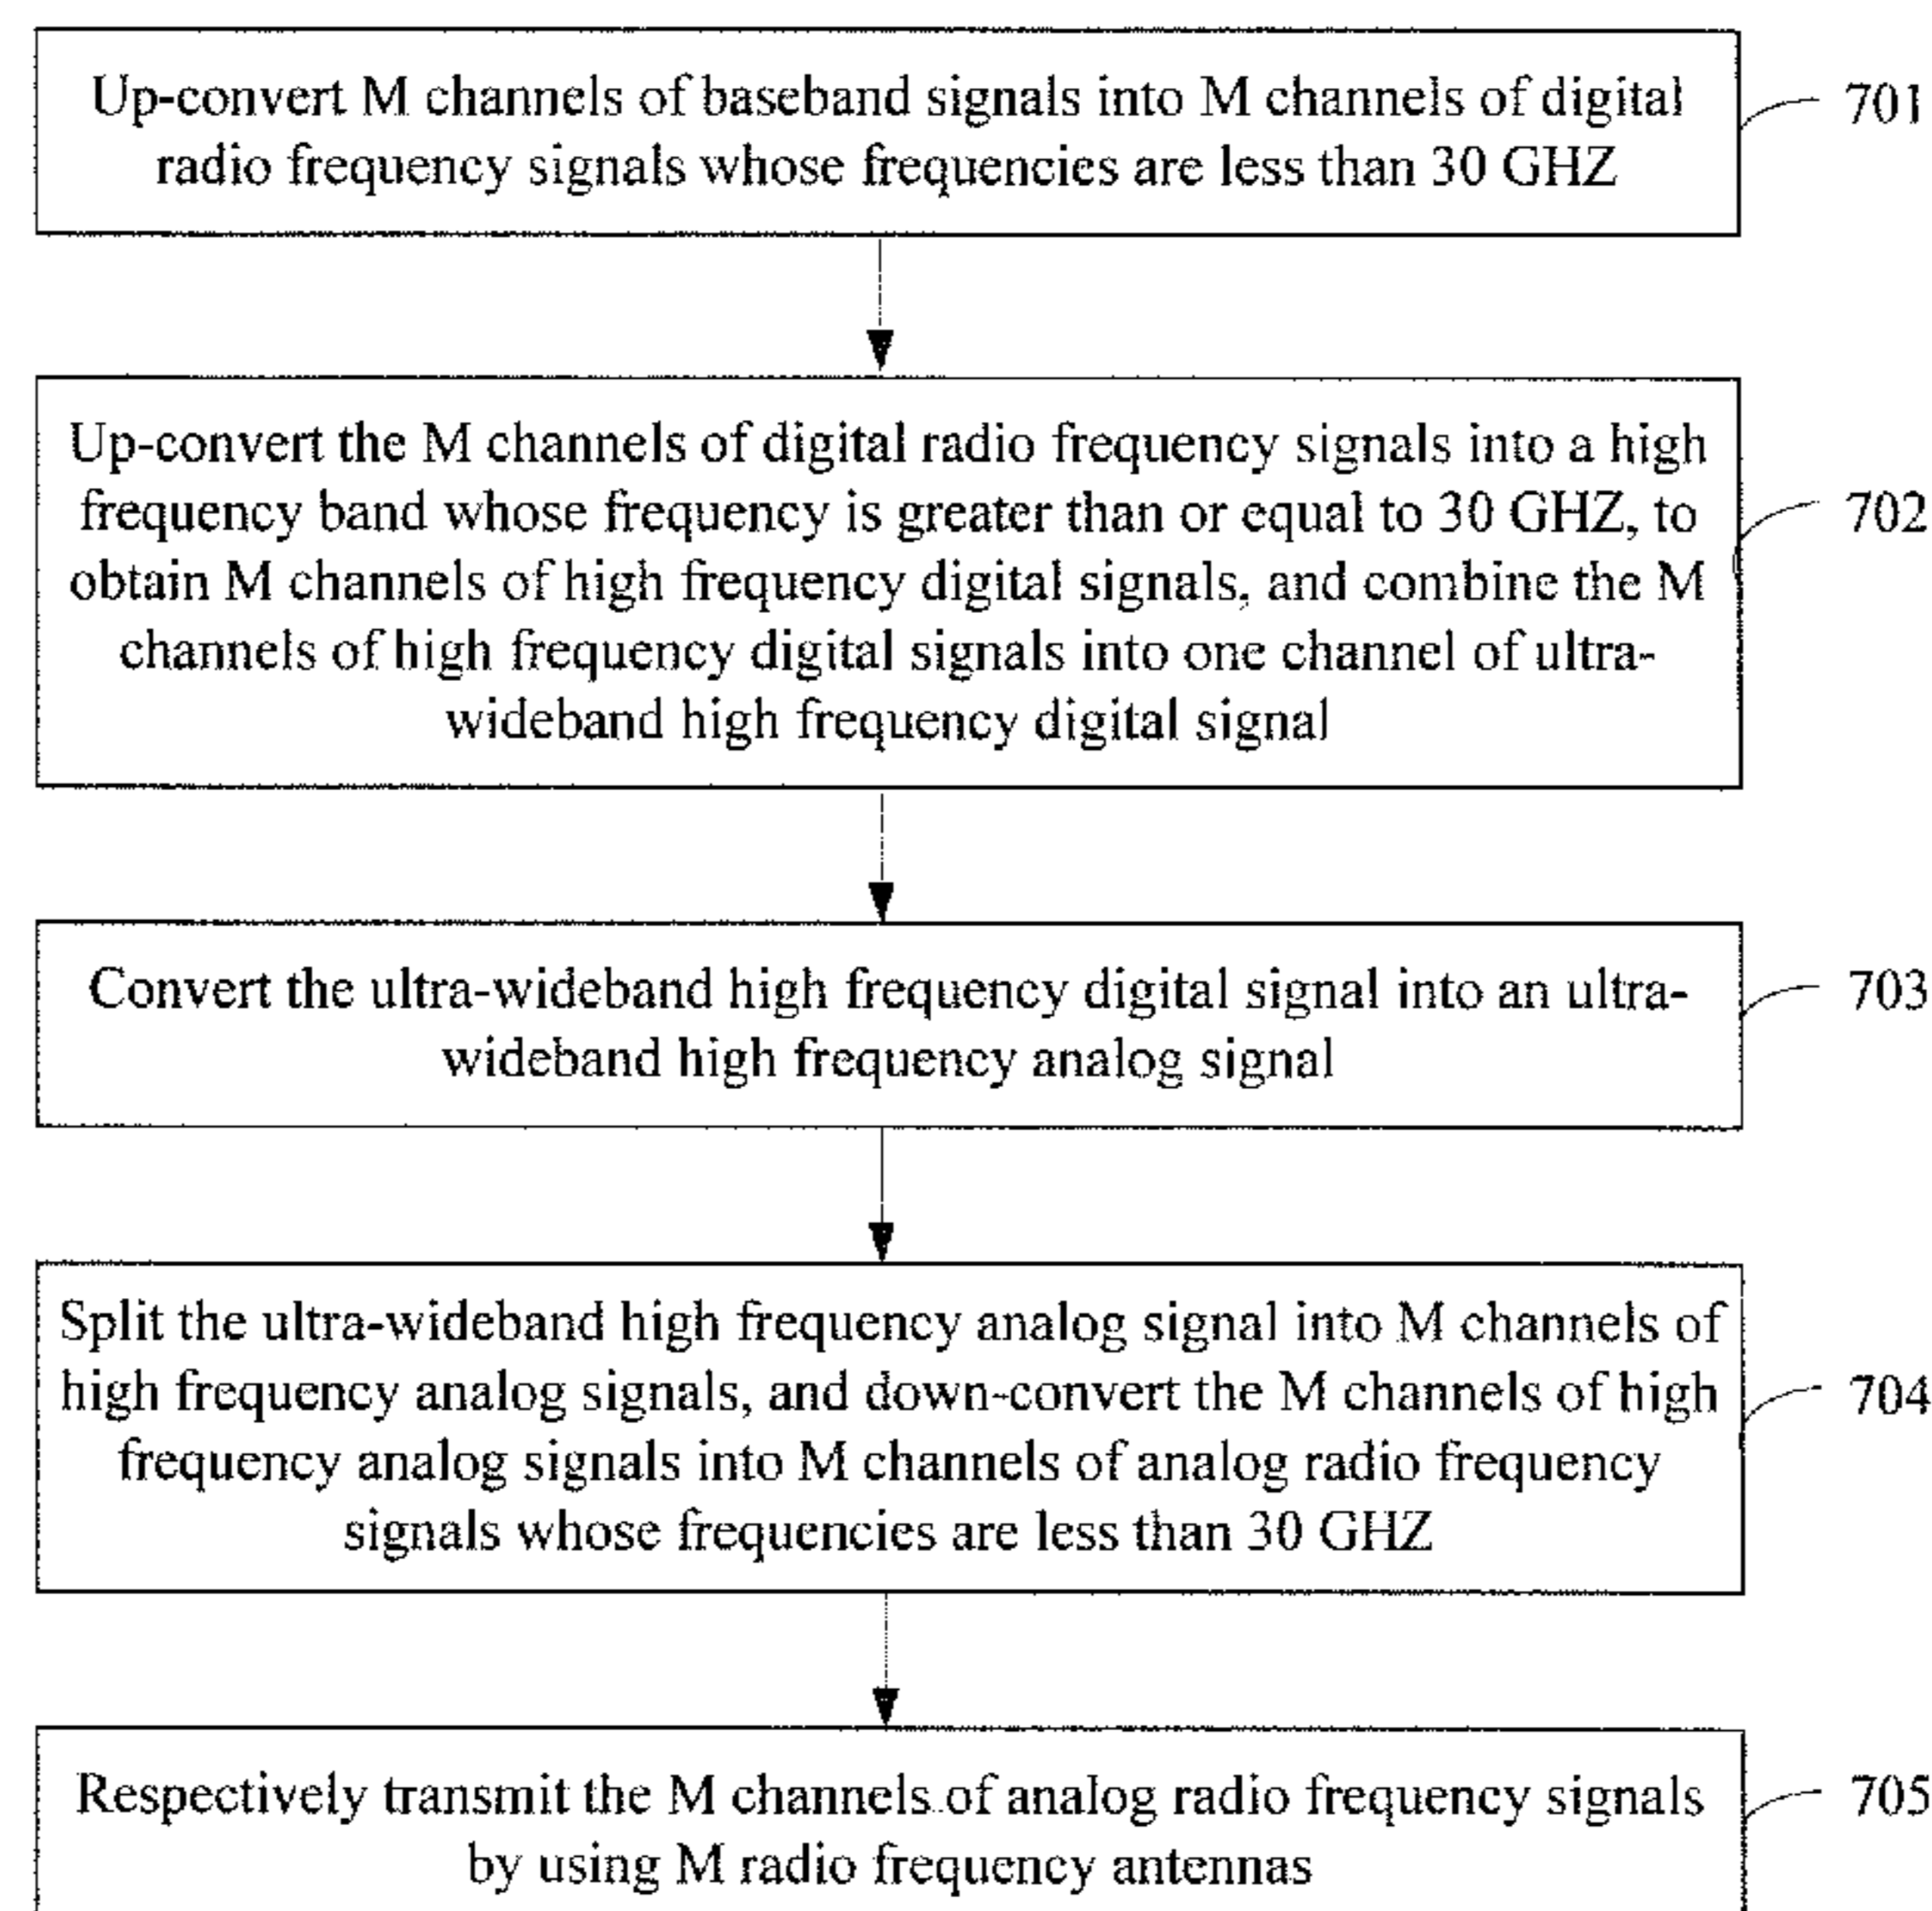 Up-convert M channels of baseband signals into M channels of digital
radio frequency signals whose frequencies are less than 30 GHZ
701
Up-convert the M channels of digital radio frequency signals into a high
frequency band whose frequency is greater than or equal to 30 GHZ, to
obtain M channels of high frequency digital signals, and combine the M
channels of high frequency digital signals into one channel of ultra-
wideband high frequency digital signal
702
Convert the ultra-wideband high frequency digital signal into an ultra-
wideband high frequency analog signal
703
Split the ultra-wideband high frequency analog signal into M channels of
high frequency analog signals, and down-convert the M channels of high
frequency analog signals into M channels of analog radio frequency
signals whose frequencies are less than 30 GHZ
704
Respectively transmit the M channels of analog radio frequency signals
by using M radio frequency antennas
705